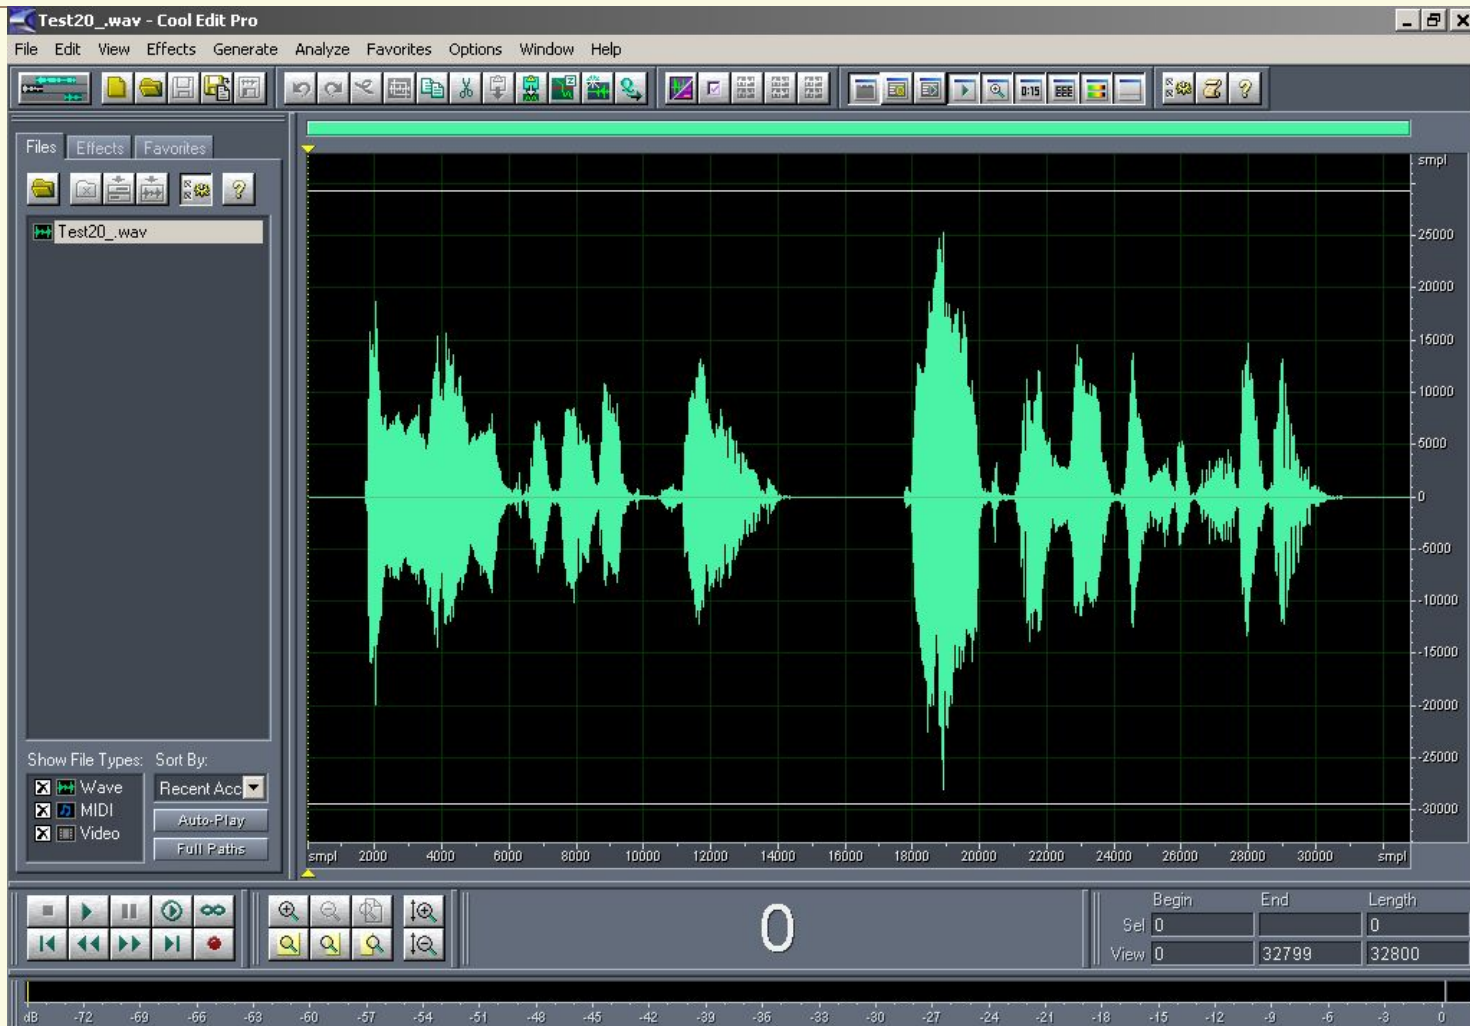 Test20_.wav - Cool Edit Pro
File Edit View Effects Generate Analyze Favorites Options Window Help
0:15
Files Effects Favorites
Test20_.wav
Show File Types: Sort By:
Wave Recent Acc
MIDI Auto-Play
Video Full Paths
smpl
25000
20000
15000
10000
5000
0
-5000
-10000
-15000
-20000
-25000
-30000
smpl 2000 4000 6000 8000 10000 12000 14000 16000 18000 20000 22000 24000 26000 28000 30000 smpl
0
Begin End Length
Sel 0 0
View 0 32799 32800
dB -72 -69 -66 -63 -60 -57 -54 -51 -48 -45 -42 -39 -36 -33 -30 -27 -24 -21 -18 -15 -12 -9 -6 -3 0